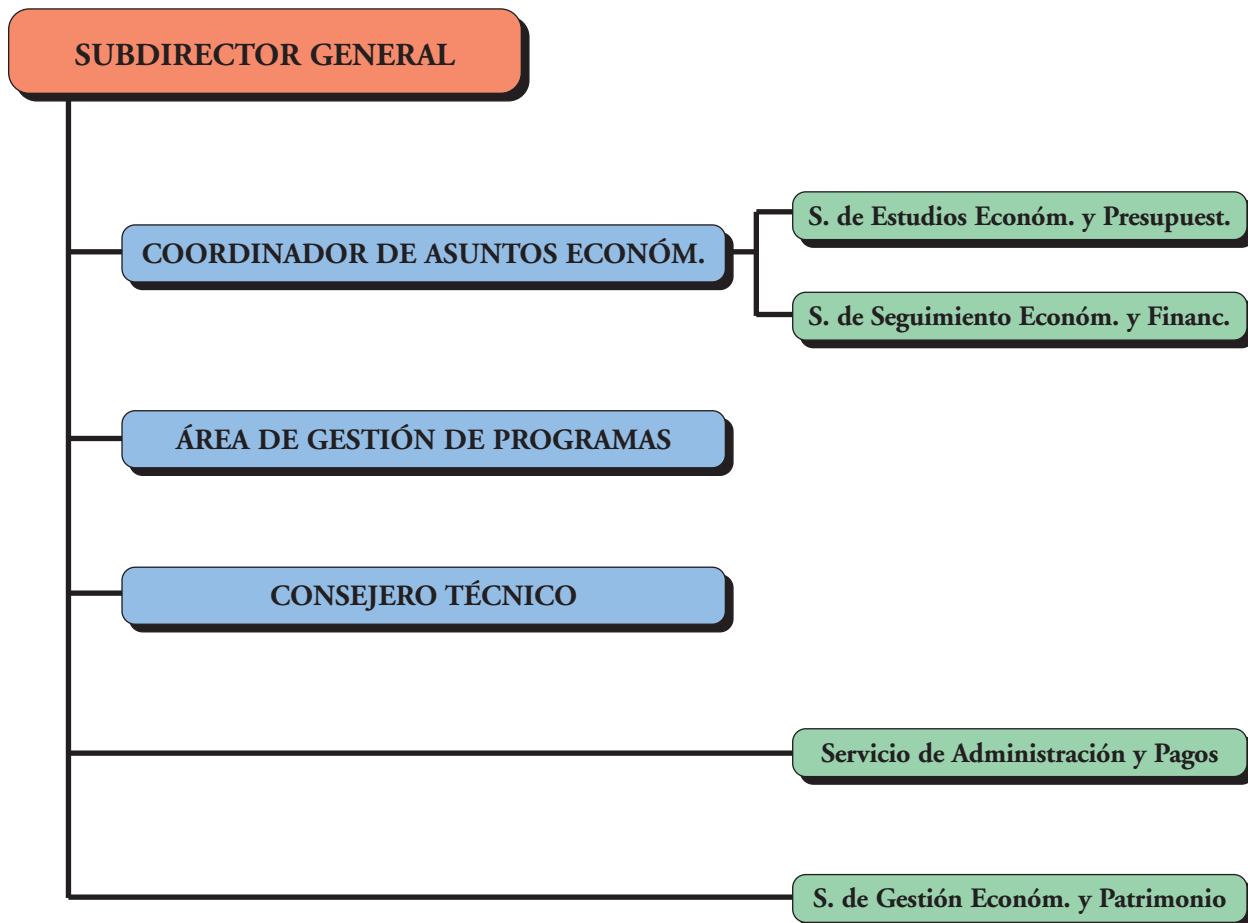 SUBDIRECTOR GENERAL
COORDINADOR DE ASUNTOS ECONÓM.
S. de Estudios Económ. y Presupuest.
S. de Seguimiento Económ. y Financ.
ÁREA DE GESTIÓN DE PROGRAMAS
CONSEJERO TÉCNICO
Servicio de Administración y Pagos
S. de Gestión Económ. y Patrimonio